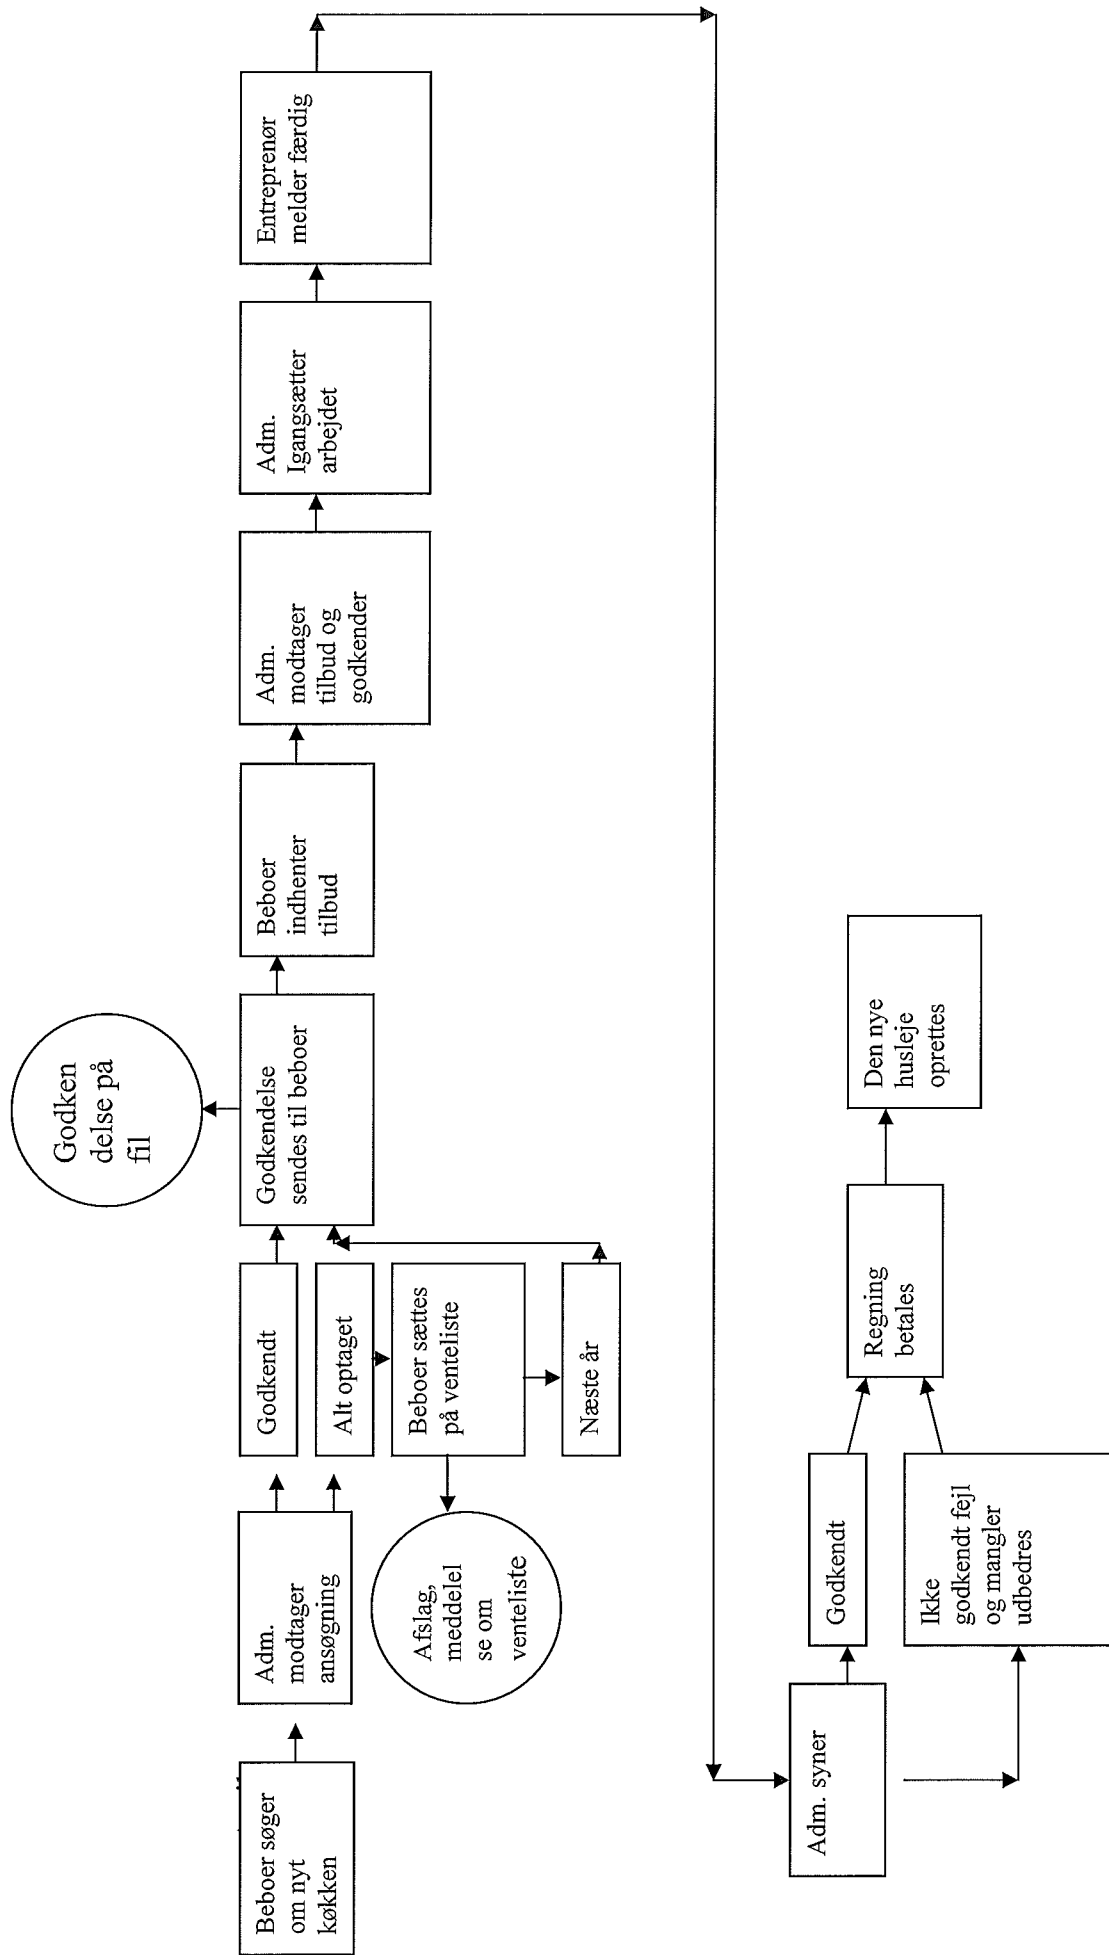 Beboer søger
om nyt
køkken
Adm.
modtager
ansøgning
Godkendt
Alt optaget
Beboer sættes
på venteliste
Afslag,
meddelel
se om
venteliste
Næste år
Godkendelse
sendes til beboer
Godken
delse på
fil
Beboer
indhenter
tilbud
Adm.
modtager
tilbud og
godkender
Adm.
Igangsætter
arbejdet
Entreprenør
melder færdig
Adm. syner
Godkendt
Ikke
godkendt fejl
og mangler
udbedres
Regning
betales
Den nye
husleje
oprettes